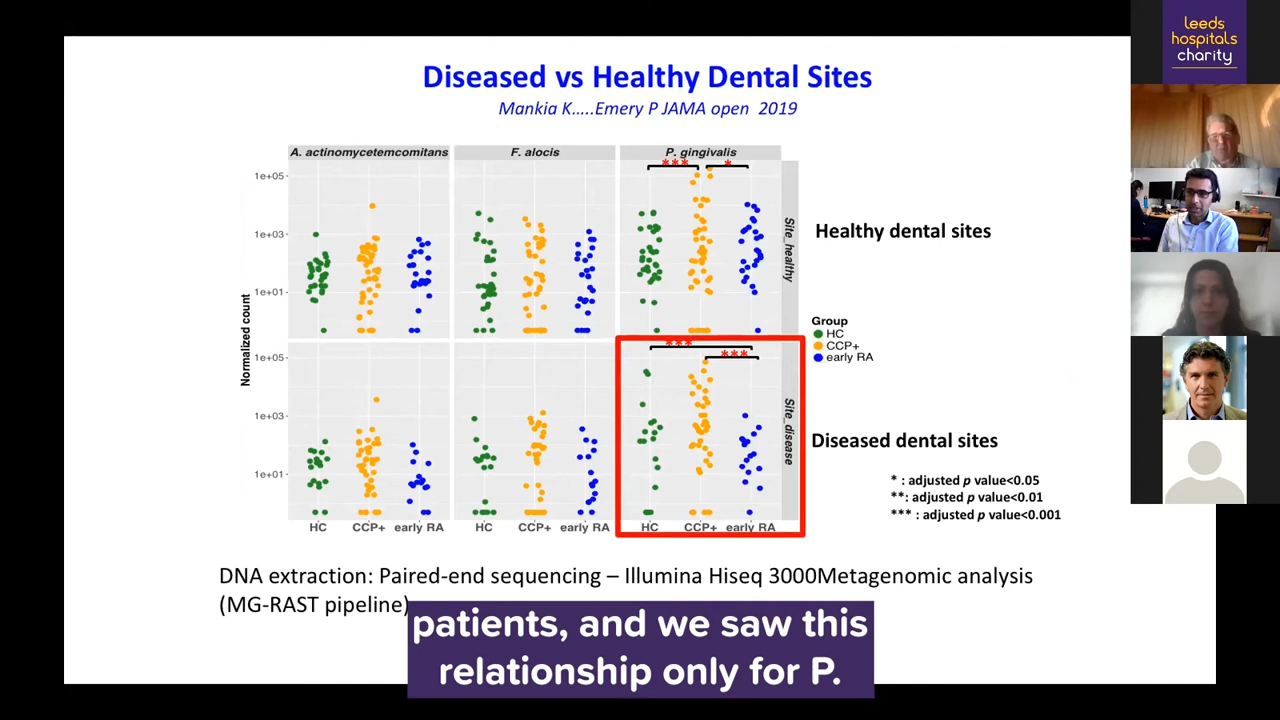 Diseased vs Healthy Dental Sites
Mankia K.....Emery P JAMA open 2019
A. actinomycetemcomitans
F. alocis
P. gingivalis
*** *
1e+05
1e+03
1e+01
Site_healthy
Healthy dental sites
Normalized count
Group
HC
CCP+
early RA
*** ***
1e+05
1e+03
1e+01
Site_disease
Diseased dental sites
* : adjusted p value<0.05
**: adjusted p value<0.01
*** : adjusted p value<0.001
HC CCP+ early RA
HC CCP+ early RA
HC CCP+ early RA
DNA extraction: Paired-end sequencing – Illumina Hiseq 3000Metagenomic analysis
(MG-RAST pipeline)
patients, and we saw this
relationship only for P.
leeds
hospitals
charity